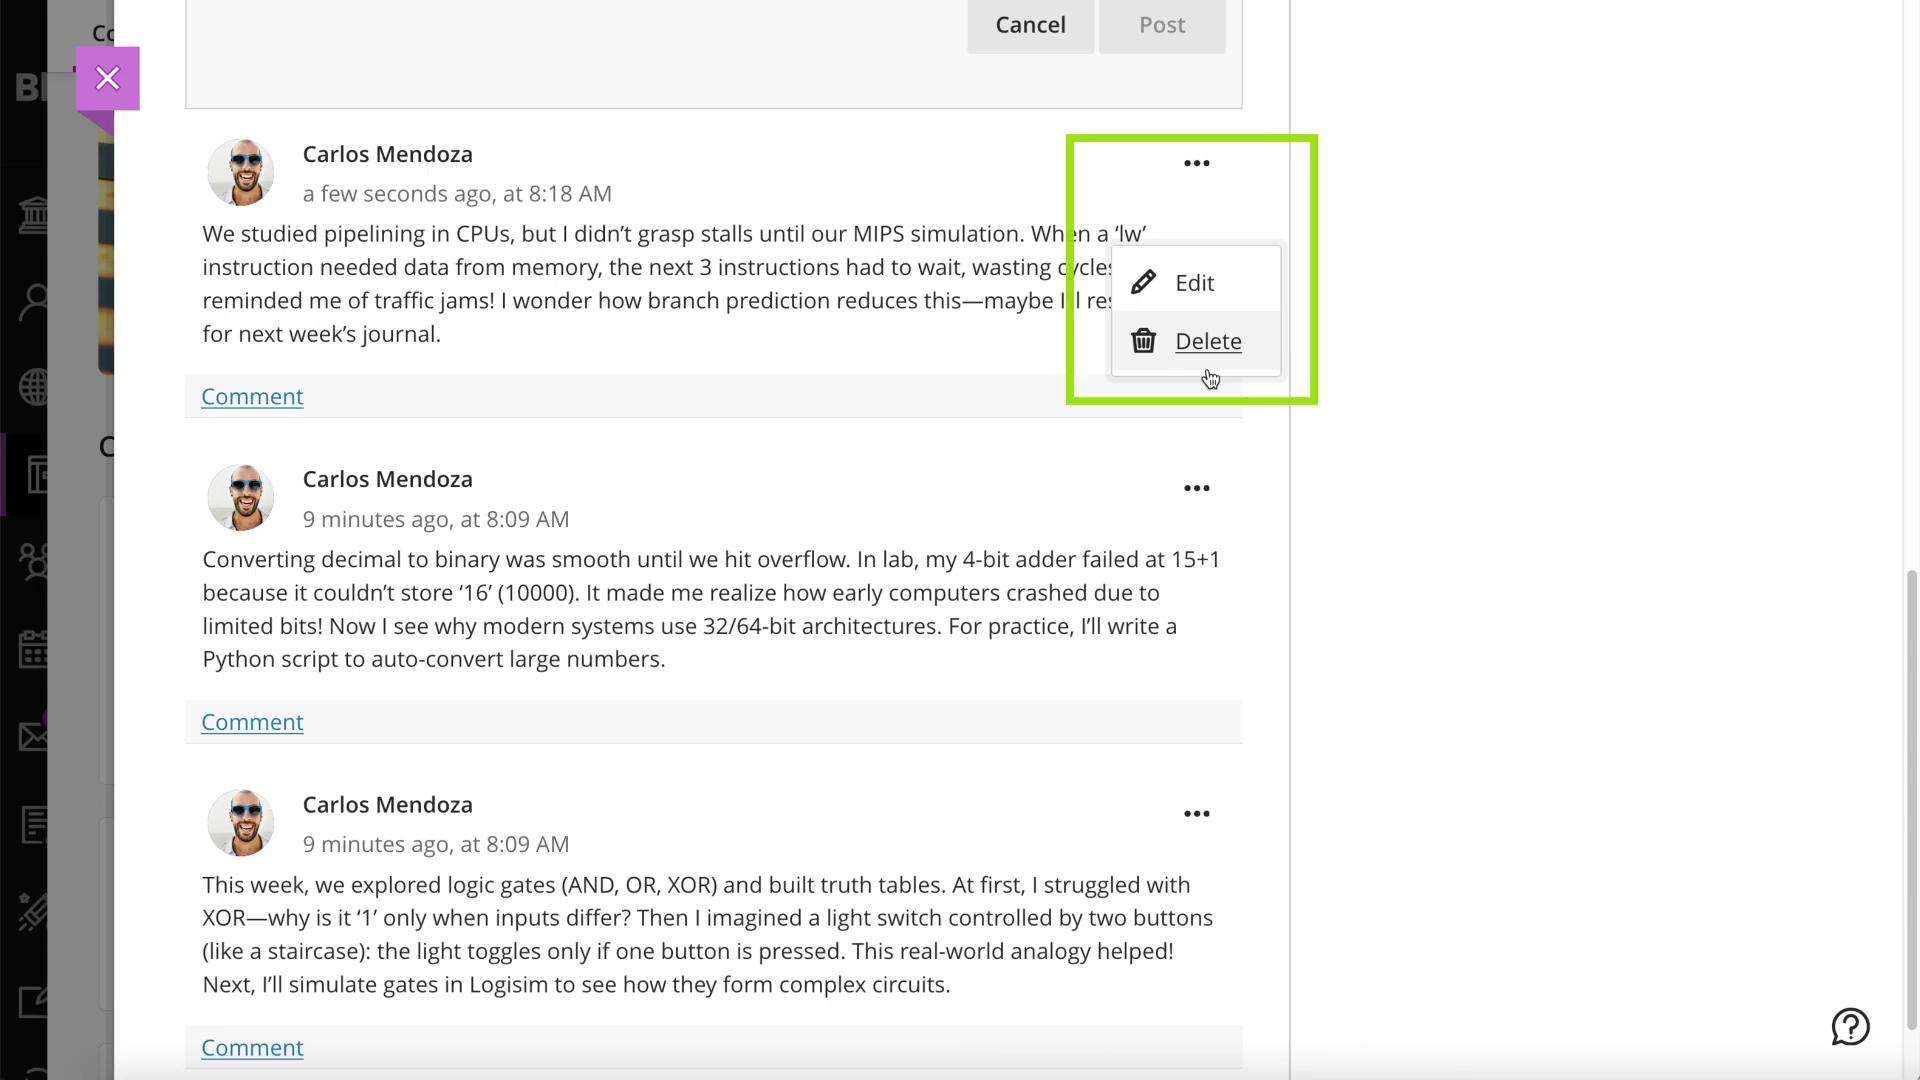 Cancel
Post
Carlos Mendoza
a few seconds ago, at 8:18 AM
We studied pipelining in CPUs, but I didn’t grasp stalls until our MIPS simulation. When a ‘lw’
instruction needed data from memory, the next 3 instructions had to wait, wasting cycles
reminded me of traffic jams! I wonder how branch prediction reduces this—maybe I’ll
for next week’s journal.
Edit
Delete
Comment
Carlos Mendoza
9 minutes ago, at 8:09 AM
Converting decimal to binary was smooth until we hit overflow. In lab, my 4-bit adder failed at 15+1
because it couldn’t store ‘16’ (10000). It made me realize how early computers crashed due to
limited bits! Now I see why modern systems use 32/64-bit architectures. For practice, I’ll write a
Python script to auto-convert large numbers.
Comment
Carlos Mendoza
9 minutes ago, at 8:09 AM
This week, we explored logic gates (AND, OR, XOR) and built truth tables. At first, I struggled with
XOR—why is it ‘1’ only when inputs differ? Then I imagined a light switch controlled by two buttons
(like a staircase): the light toggles only if one button is pressed. This real-world analogy helped!
Next, I’ll simulate gates in Logisim to see how they form complex circuits.
Comment